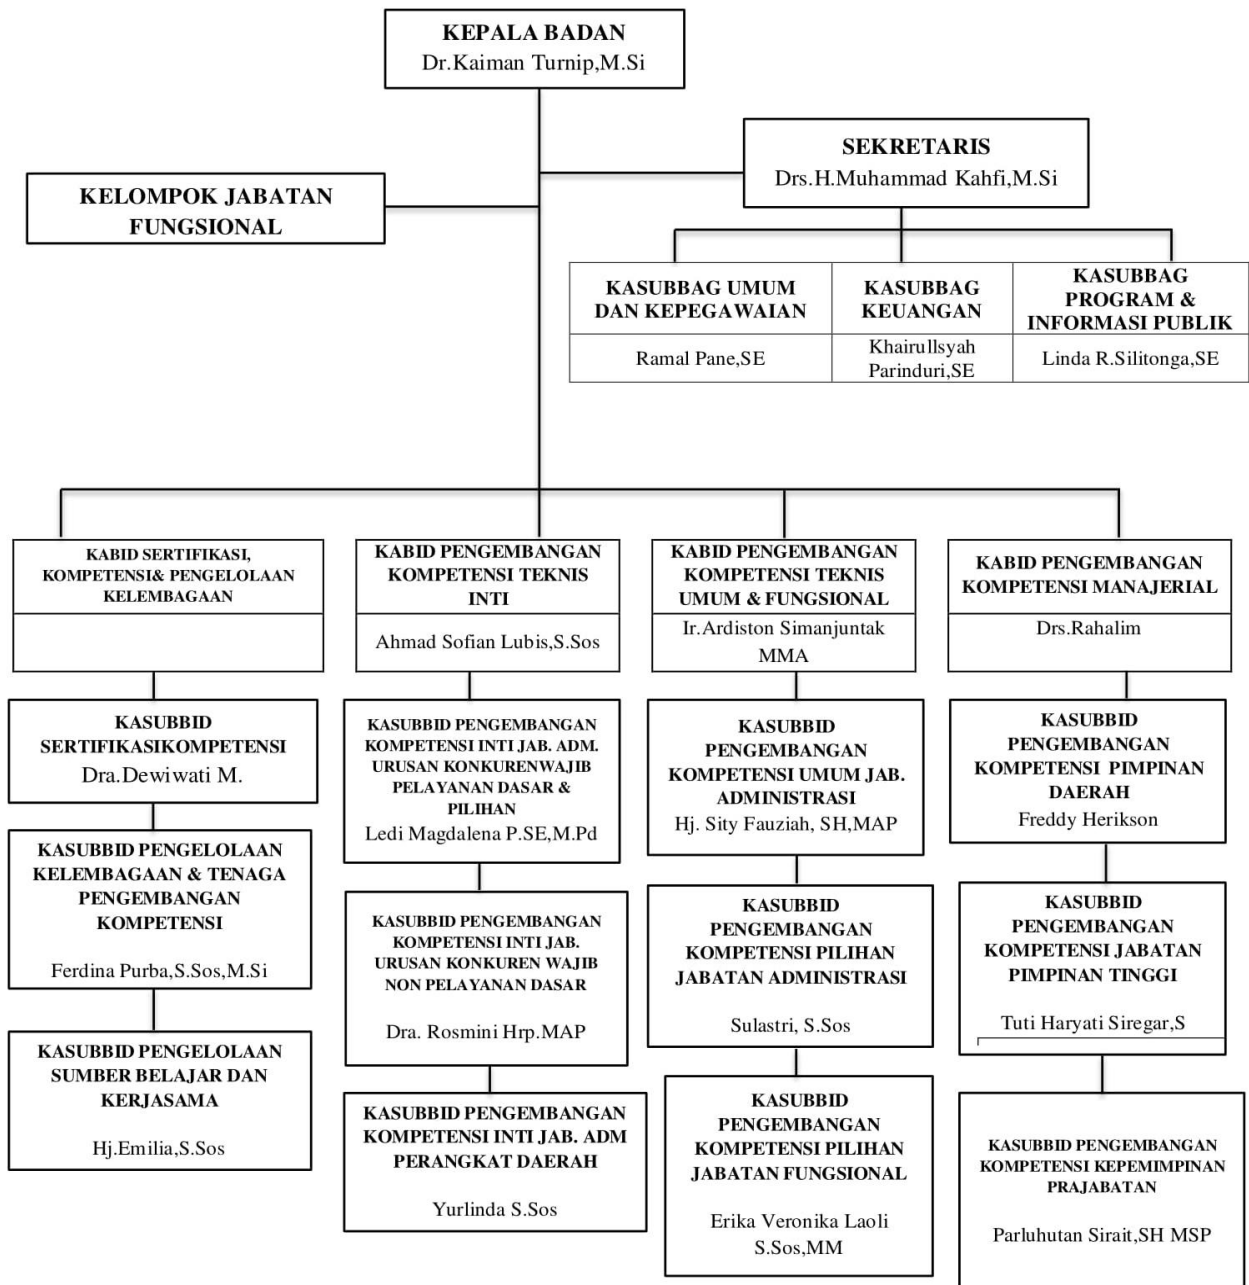 KEPALA BADAN
Dr.Kaiman Turnip,M.Si
SEKRETARIS
Drs.H.Muhammad Kahfi,M.Si
KELOMPOK JABATAN
FUNGSIONAL
KASUBBAG UMUM
DAN KEPEGAWAIAN
Ramal Pane,SE
KASUBBAG
KEUANGAN
Khairullsyah
Parinduri,SE
KASUBBAG
PROGRAM &
INFORMASI PUBLIK
Linda R.Silitonga,SE
KABID SERTIFIKASI,
KOMPETENSI& PENGELOLAAN
KELEMBAGAAN
KASUBBID
SERTIFIKASIKOMPETENSI
Dra.Dewiwati M.
KASUBBID PENGELOLAAN
KELEMBAGAAN & TENAGA
PENGEMBANGAN
KOMPETENSI
Ferdina Purba,S.Sos,M.Si
KASUBBID PENGELOLAAN
SUMBER BELAJAR DAN
KERJASAMA
Hj.Emilia,S.Sos
KABID PENGEMBANGAN
KOMPETENSI TEKNIS
INTI
Ahmad Sofian Lubis,S.Sos
KASUBBID PENGEMBANGAN
KOMPETENSI INTI JAB. ADM.
URUSAN KONKURENWAJIB
PELAYANAN DASAR &
PILIHAN
Ledi Magdalena P.SE,M.Pd
KASUBBID PENGEMBANGAN
KOMPETENSI INTI JAB.
URUSAN KONKUREN WAJIB
NON PELAYANAN DASAR
Dra. Rosmini Hrp.MAP
KASUBBID PENGEMBANGAN
KOMPETENSI INTI JAB. ADM
PERANGKAT DAERAH
Yurlinda S.Sos
KABID PENGEMBANGAN
KOMPETENSI TEKNIS
UMUM & FUNGSIONAL
Ir.Ardiston Simanjuntak
MMA
KASUBBID
PENGEMBANGAN
KOMPETENSI UMUM JAB.
ADMINISTRASI
Hj. Sity Fauziah, SH,MAP
KASUBBID
PENGEMBANGAN
KOMPETENSI PILIHAN
JABATAN ADMINISTRASI
Sulastri, S.Sos
KASUBBID
PENGEMBANGAN
KOMPETENSI PILIHAN
JABATAN FUNGSIONAL
Erika Veronika Laoli
S.Sos,MM
KABID PENGEMBANGAN
KOMPETENSI MANAJERIAL
Drs.Rahalim
KASUBBID
PENGEMBANGAN
KOMPETENSI PIMPINAN
DAERAH
Freddy Herikson
KASUBBID
PENGEMBANGAN
KOMPETENSI JABATAN
PIMPINAN TINGGI
Tuti Haryati Siregar,S
KASUBBID PENGEMBANGAN
KOMPETENSI KEPEMIMPINAN
PRAJABATAN
Parluhutan Sirait,SH MSP